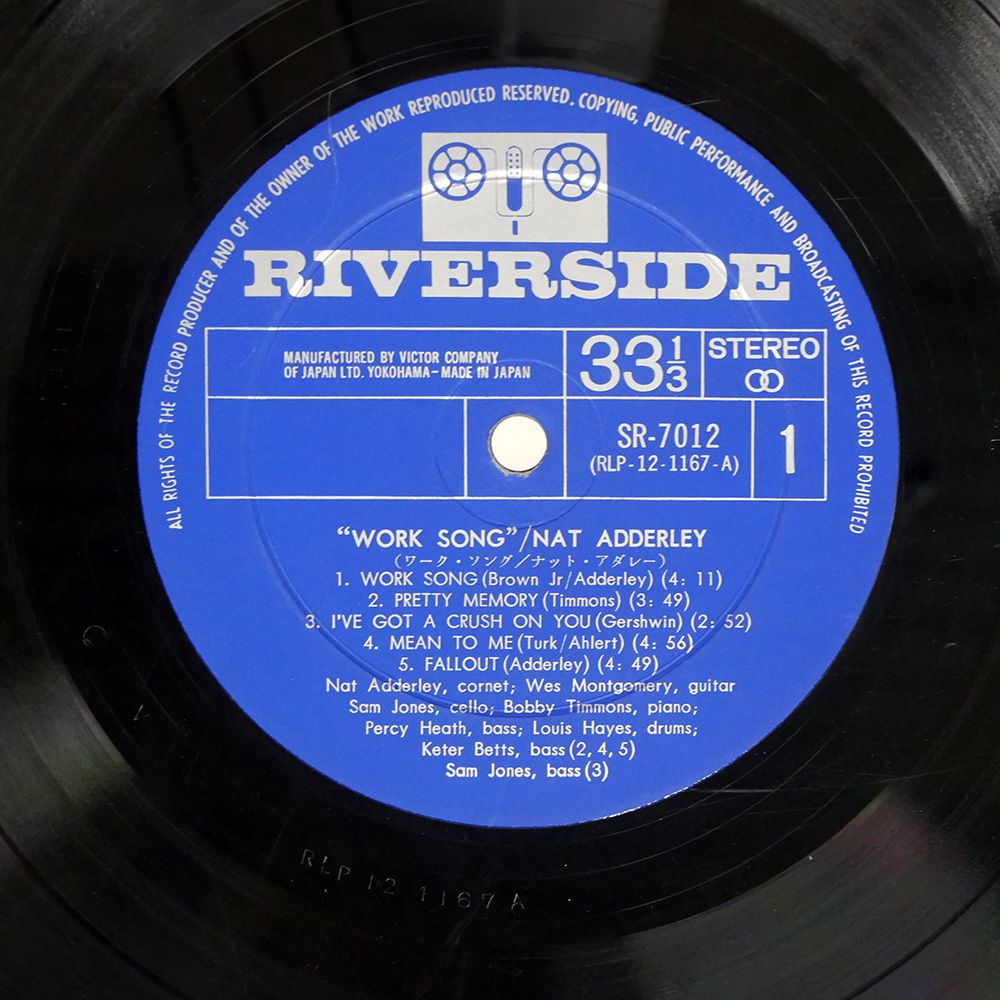 ALL RIGHTS OF THE RECORD PRODUCER AND OF THE OWNER OF THE WORK REPRODUCED RESERVED. COPYING, PUBLIC PERFORMANCE AND BROADCASTING OF THIS RECORD PROHIBITED
RIVERSIDE
MANUFACTURED BY VICTOR COMPANY
OF JAPAN LTD. YOKOHAMA-MADE IN JAPAN
33 1/3
STEREO
SR-7012
(RLP-12-1167-A)
1
"WORK SONG"/NAT ADDERLEY
(ワーク・ソング/ナット・アダレー)
1. WORK SONG (Brown Jr/Adderley) (4: 11)
2. PRETTY MEMORY (Timmons) (3: 49)
3. I'VE GOT A CRUSH ON YOU (Gershwin) (2: 52)
4. MEAN TO ME (Turk/Ahlert) (4: 56)
5. FALLOUT (Adderley) (4: 49)
Nat Adderley, cornet; Wes Montgomery, guitar
Sam Jones, cello; Bobby Timmons, piano;
Percy Heath, bass; Louis Hayes, drums;
Keter Betts, bass (2, 4, 5)
Sam Jones, bass (3)
RLP 12 1167 A